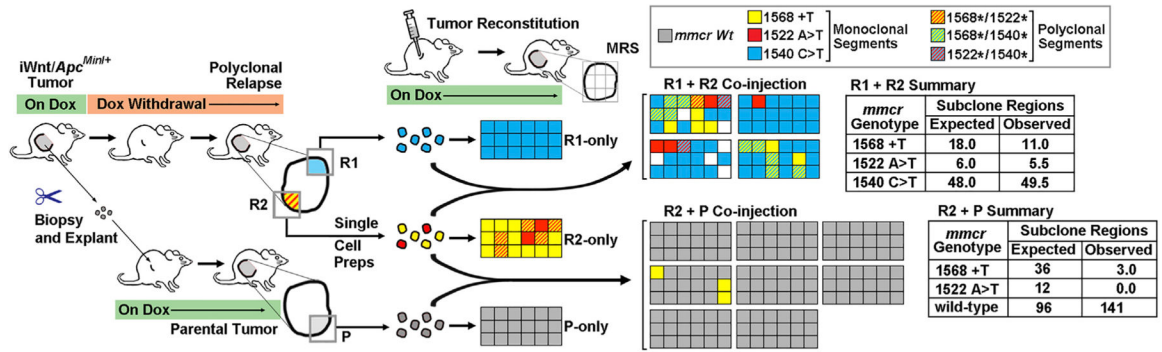 iWnt/Apc^Min/+
Tumor
Polyclonal
Relapse
On Dox
Dox Withdrawal
Biopsy
and Explant
On Dox
Parental Tumor
R1
R2
P
Single
Cell
Preps
Tumor Reconstitution
MRS
On Dox
R1-only
R2-only
P-only
mmcr Wt
1568 +T
1522 A>T
1540 C>T
Monoclonal
Segments
1568*/1522*
1568*/1540*
1522*/1540*
Polyclonal
Segments
R1 + R2 Co-injection
R1 + R2 Summary
mmcr
Genotype
Subclone Regions
Expected Observed
1568 +T 18.0 11.0
1522 A>T 6.0 5.5
1540 C>T 48.0 49.5
R2 + P Co-injection
R2 + P Summary
mmcr
Genotype
Subclone Regions
Expected Observed
1568 +T 36 3.0
1522 A>T 12 0.0
wild-type 96 141